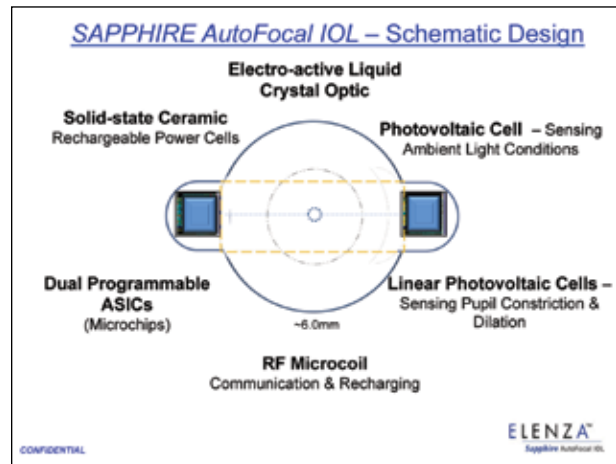 SAPPHIRE AutoFocal IOL – Schematic Design
Electro-active Liquid
Crystal Optic
Solid-state Ceramic
Rechargeable Power Cells
Photovoltaic Cell – Sensing
Ambient Light Conditions
Dual Programmable
ASICs
(Microchips)
Linear Photovoltaic Cells –
Sensing Pupil Constriction &
Dilation
~6.0mm
RF Microcoil
Communication & Recharging
CONFIDENTIAL
ELENZA™
Sapphire AutoFocal IOL